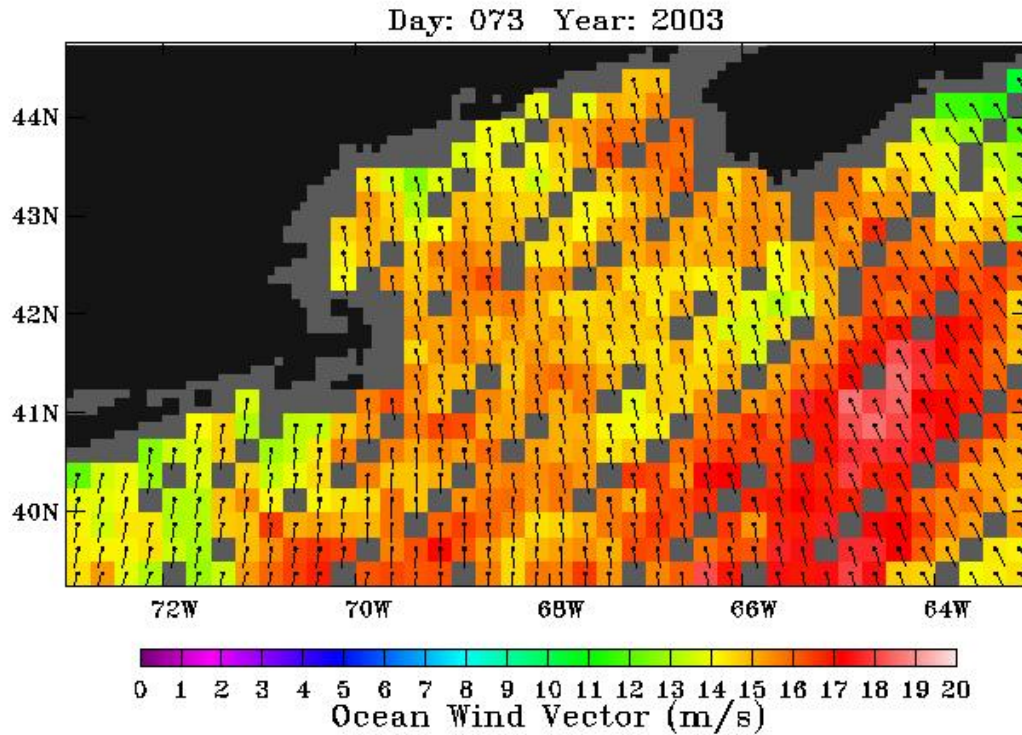 Day: 073 Year: 2003
44N
43N
42N
41N
40N
72W 70W 68W 66W 64W
0 1 2 3 4 5 6 7 8 9 10 11 12 13 14 15 16 17 18 19 20
Ocean Wind Vector (m/s)